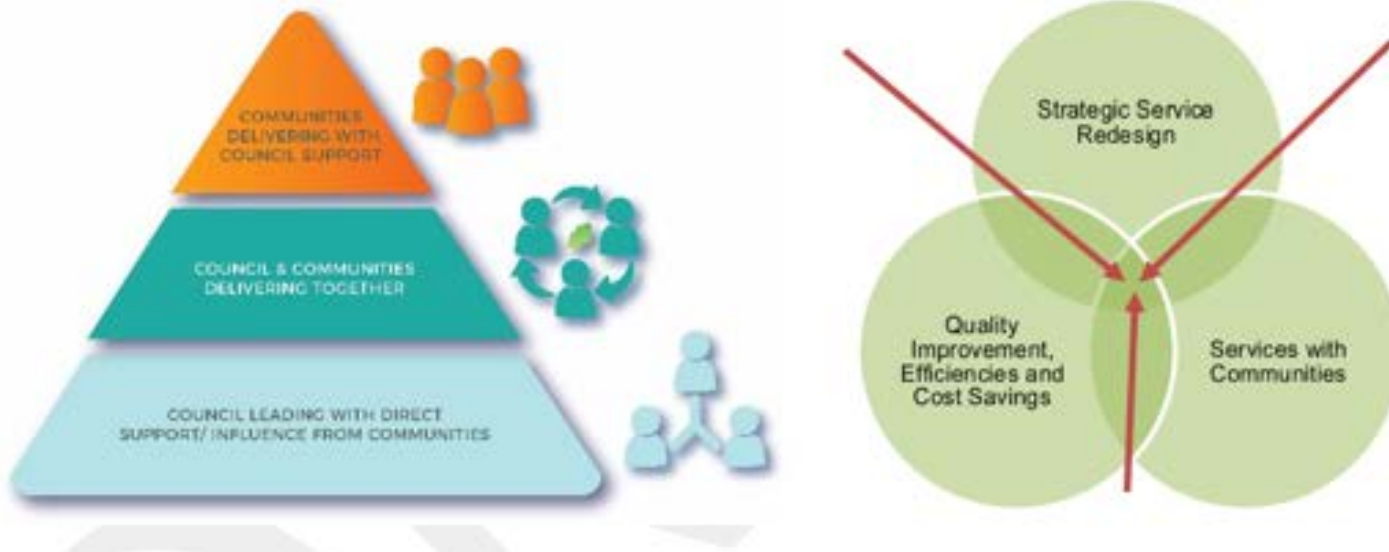 COMMUNITIES
DELIVERING WITH
COUNCIL SUPPORT
COUNCIL & COMMUNITIES
DELIVERING TOGETHER
COUNCIL LEADING WITH DIRECT
SUPPORT/ INFLUENCE FROM COMMUNITIES
Strategic Service
Redesign
Quality
Improvement,
Efficiencies and
Cost Savings
Services with
Communities